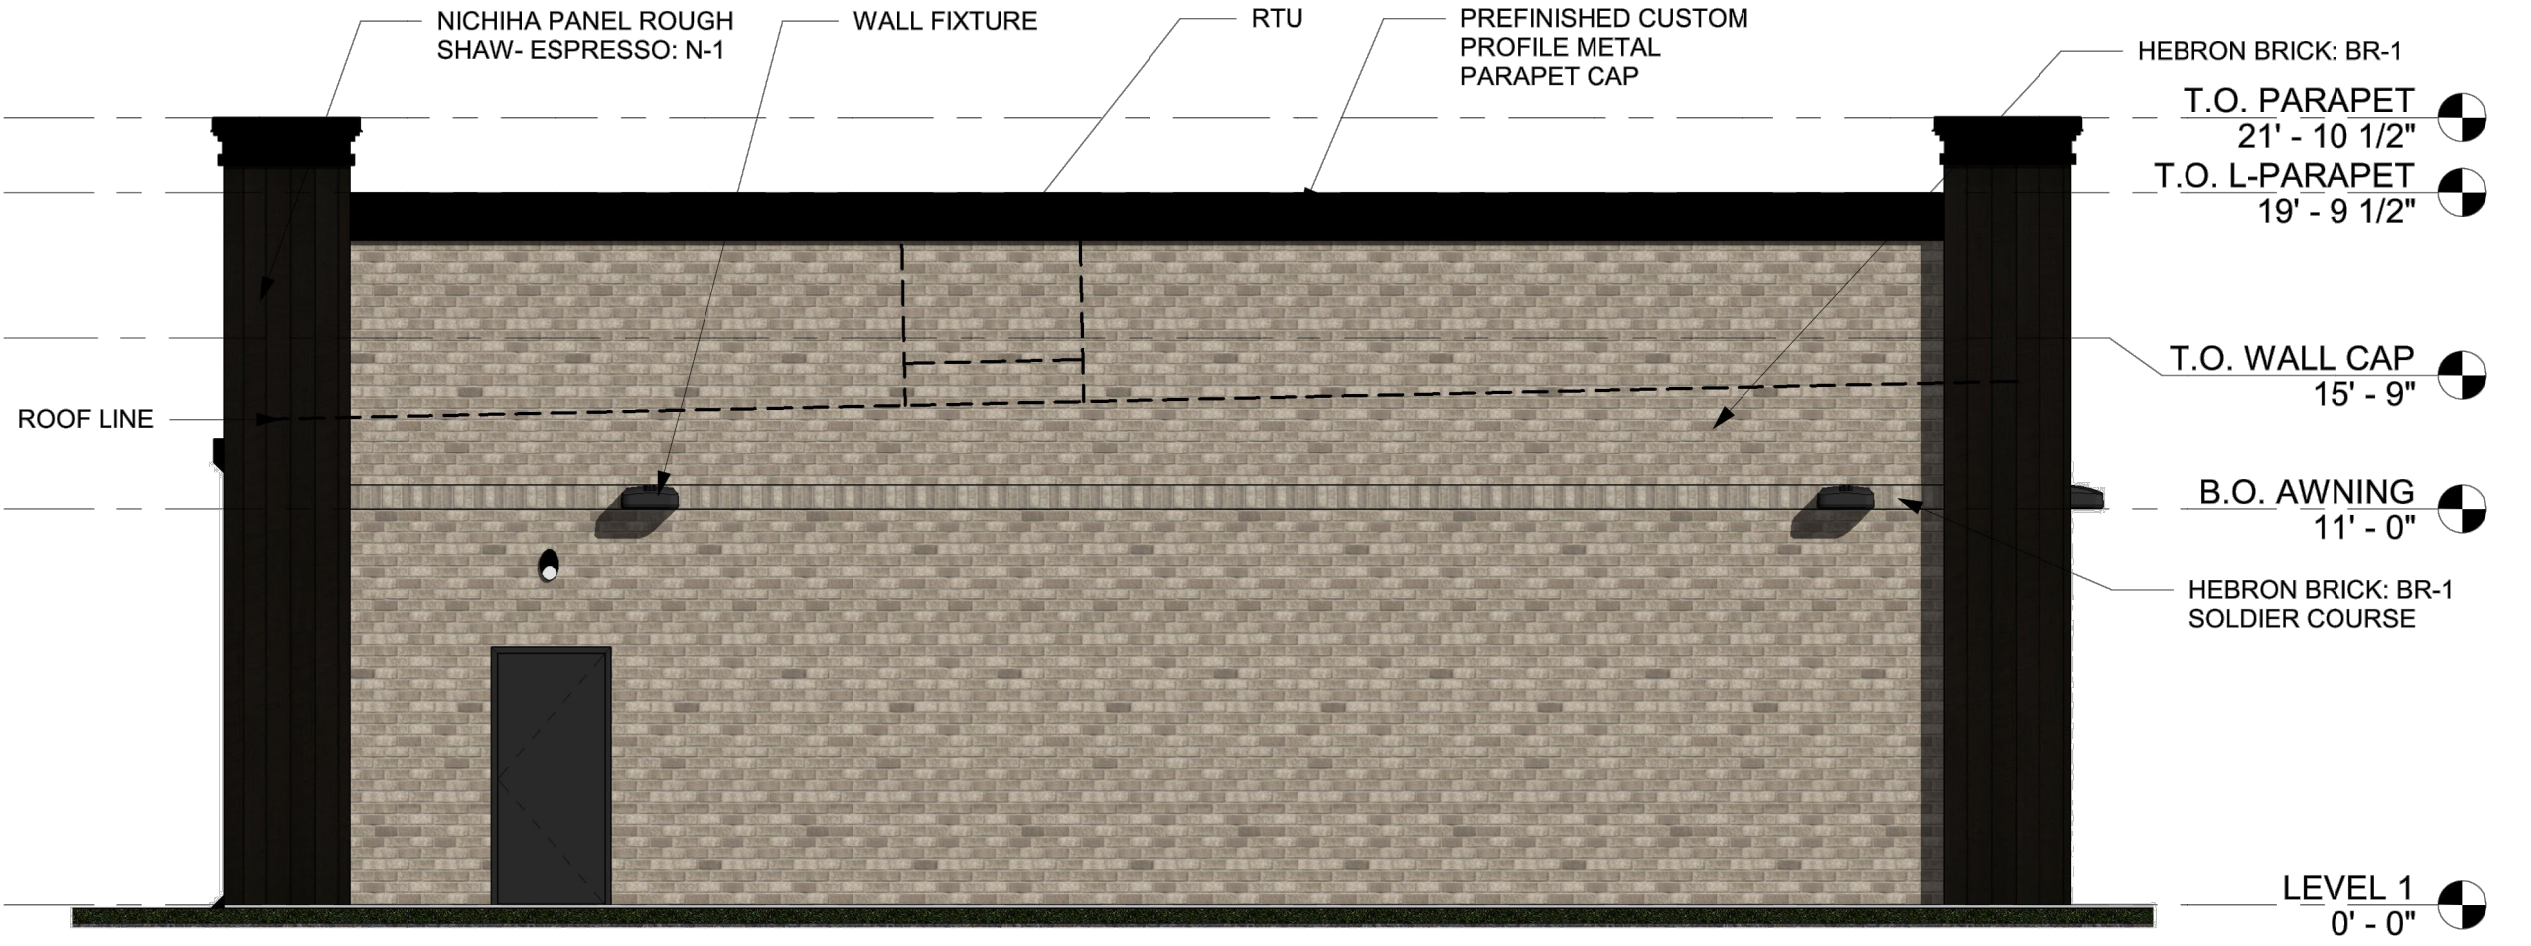 NICHIHA PANEL ROUGH
SHAW- ESPRESSO: N-1
WALL FIXTURE
RTU
PREFINISHED CUSTOM
PROFILE METAL
PARAPET CAP
HEBRON BRICK: BR-1
T.O. PARAPET
21' - 10 1/2"
T.O. L-PARAPET
19' - 9 1/2"
T.O. WALL CAP
15' - 9"
ROOF LINE
B.O. AWNING
11' - 0"
HEBRON BRICK: BR-1
SOLDIER COURSE
LEVEL 1
0' - 0"